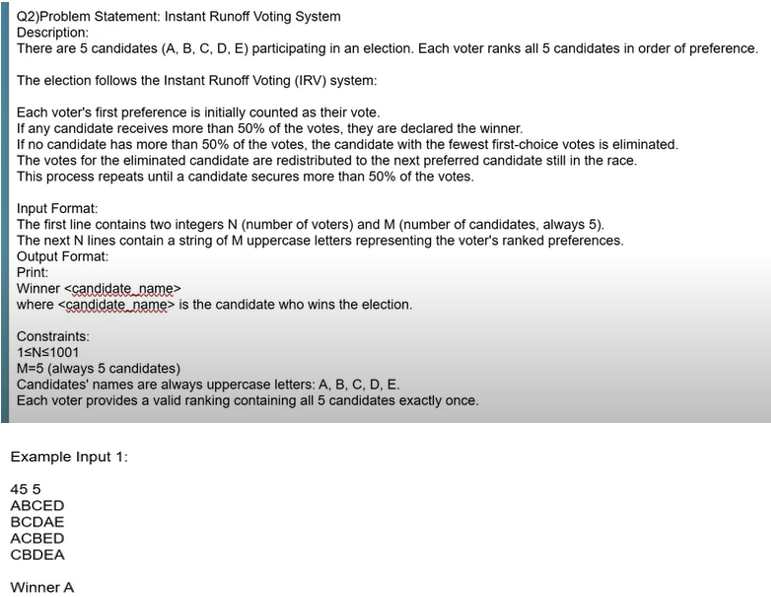 Q2)Problem Statement: Instant Runoff Voting System
Description:
There are 5 candidates (A, B, C, D, E) participating in an election. Each voter ranks all 5 candidates in order of preference.
The election follows the Instant Runoff Voting (IRV) system:
Each voter's first preference is initially counted as their vote.
If any candidate receives more than 50% of the votes, they are declared the winner.
If no candidate has more than 50% of the votes, the candidate with the fewest first-choice votes is eliminated.
The votes for the eliminated candidate are redistributed to the next preferred candidate still in the race.
This process repeats until a candidate secures more than 50% of the votes.
Input Format:
The first line contains two integers N (number of voters) and M (number of candidates, always 5).
The next N lines contain a string of M uppercase letters representing the voter's ranked preferences.
Output Format:
Print:
Winner <candidate_name>
where <candidate_name> is the candidate who wins the election.
Constraints:
1≤N≤1001
M=5 (always 5 candidates)
Candidates' names are always uppercase letters: A, B, C, D, E.
Each voter provides a valid ranking containing all 5 candidates exactly once.
Example Input 1:
45 5
ABCED
BCDAE
ACBED
CBDEA
Winner A